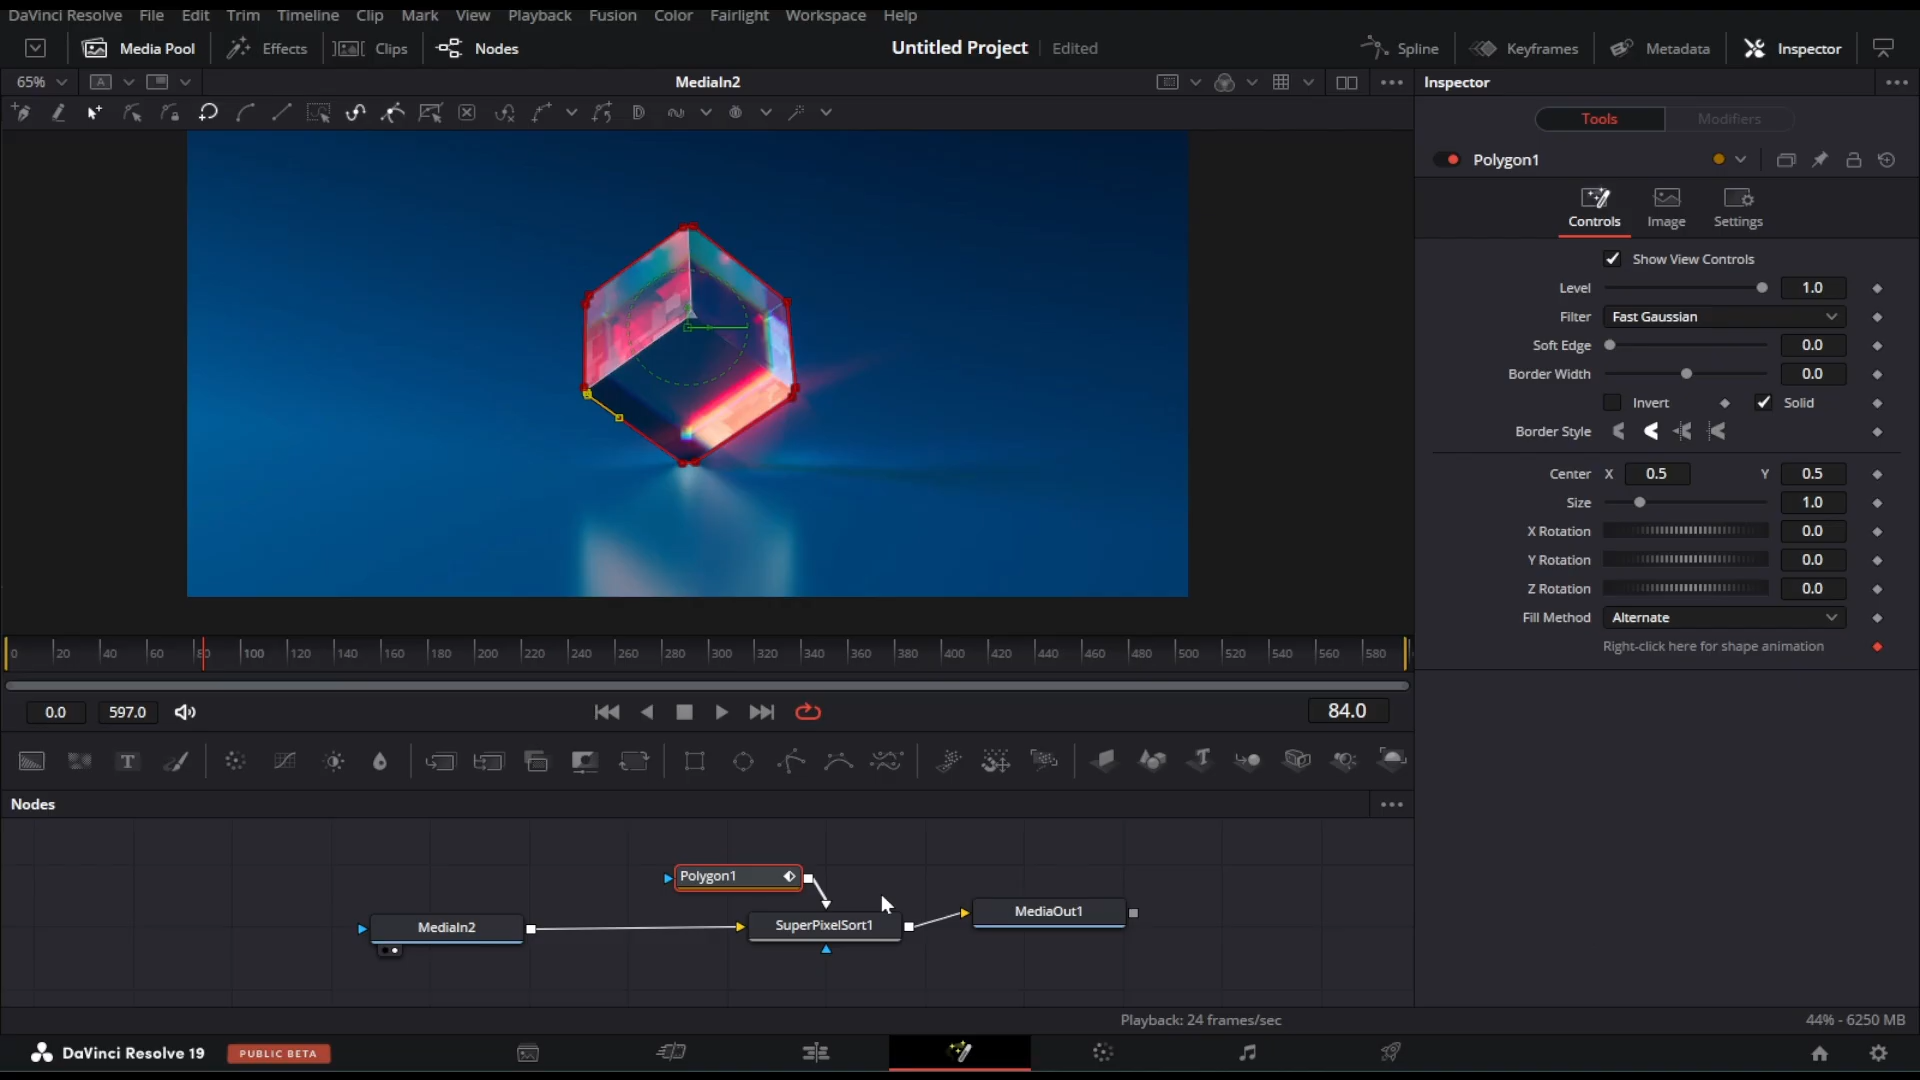 DaVinci Resolve File Edit Trim Timeline Clip Mark View Playback Fusion Color Fairlight Workspace Help
Media Pool Effects Clips Nodes Untitled Project Edited Spline Keyframes Metadata Inspector
65% A MediaIn2 Inspector
Tools Modifiers
Polygon1
Controls Image Settings
Show View Controls
Level 1.0
Filter Fast Gaussian
Soft Edge 0.0
Border Width 0.0
Invert Solid
Border Style
Center X 0.5 Y 0.5
Size 1.0
X Rotation 0.0
Y Rotation 0.0
Z Rotation 0.0
Fill Method Alternate
Right-click here for shape animation
0 20 40 60 80 100 120 140 160 180 200 220 240 260 280 300 320 340 360 380 400 420 440 460 480 500 520 540 560 580
0.0 597.0 84.0
T T
Nodes
Polygon1
MediaIn2 SuperPixelSort1 MediaOut1
Playback: 24 frames/sec 44% - 6250 MB
DaVinci Resolve 19 PUBLIC BETA